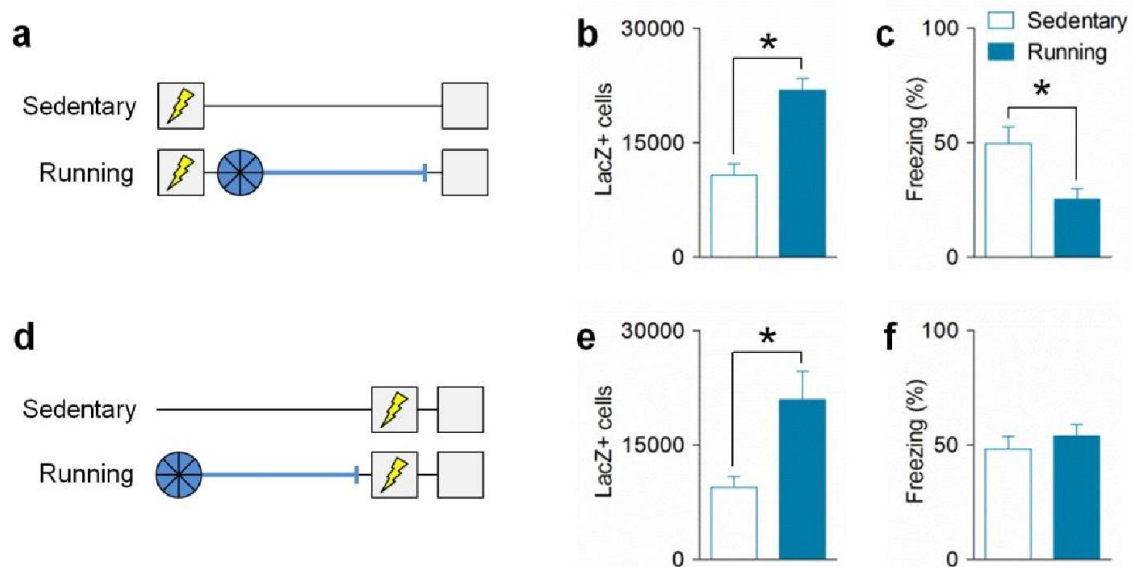 a
Sedentary
Running
b
30000
15000
0
LacZ+ cells
*
c
100
50
0
Freezing (%)
Sedentary
Running
*
d
Sedentary
Running
e
30000
15000
0
LacZ+ cells
*
f
100
50
0
Freezing (%)